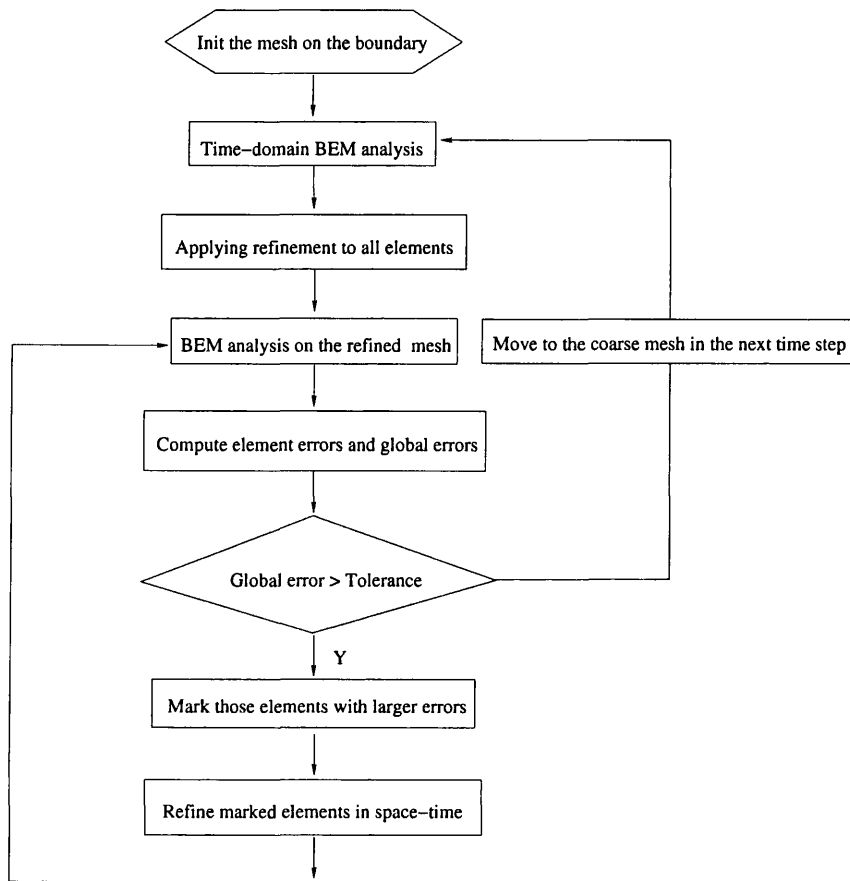 Init the mesh on the boundary
Time-domain BEM analysis
Applying refinement to all elements
BEM analysis on the refined mesh
Move to the coarse mesh in the next time step
Compute element errors and global errors
Global error > Tolerance
Y
Mark those elements with larger errors
Refine marked elements in space-time